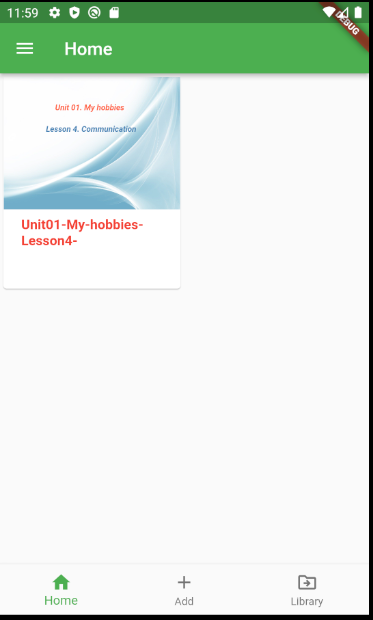 11:59
DEBUG
Home
Unit 01. My hobbies
Lesson 4. Communication
Unit01-My-hobbies-
Lesson4-
Home
Add
Library